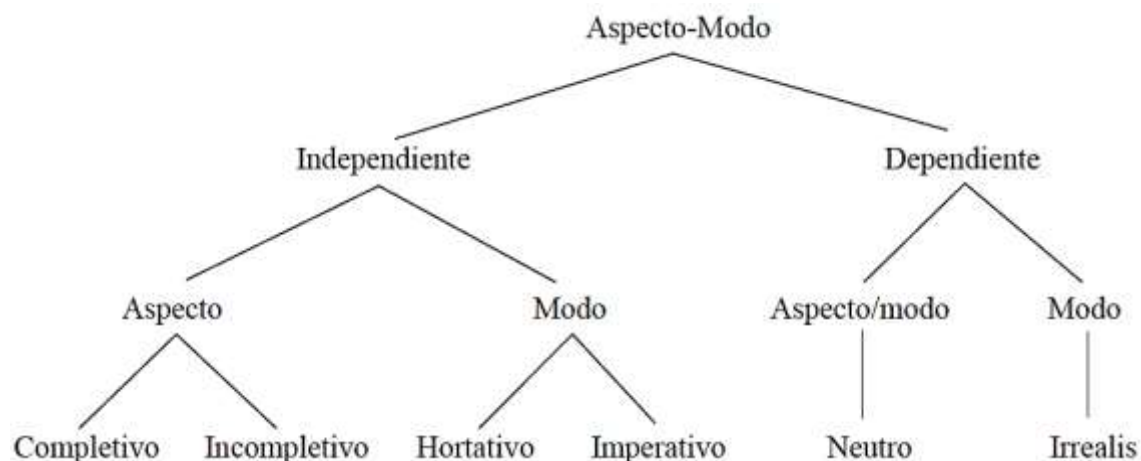 Aspecto-Modo
Independiente Dependiente
Aspecto Modo Aspecto/modo Modo
Completivo Incompletivo Hortativo Imperativo Neutro Irrealis